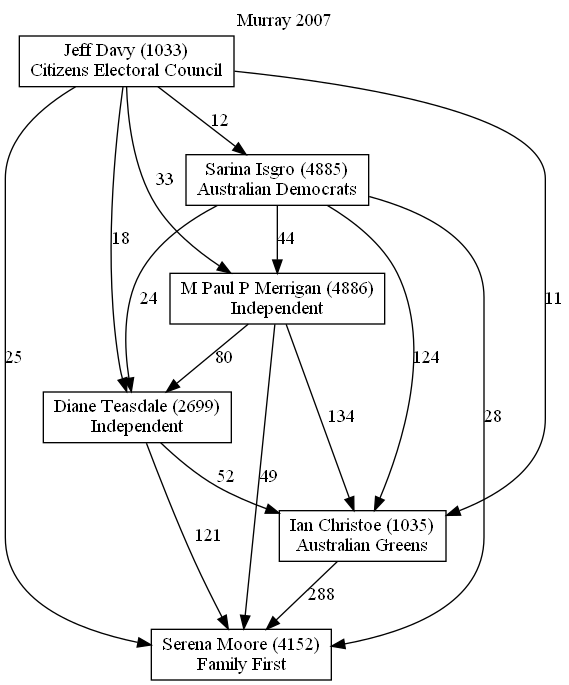 Murray 2007
Jeff Davy (1033)
Citizens Electoral Council
12
Sarina Isgro (4885)
Australian Democrats
33
18
44
M Paul P Merrigan (4886)
Independent
24
11
25
80
124
Diane Teasdale (2699)
Independent
134
28
52
49
Ian Christoe (1035)
Australian Greens
121
288
Serena Moore (4152)
Family First